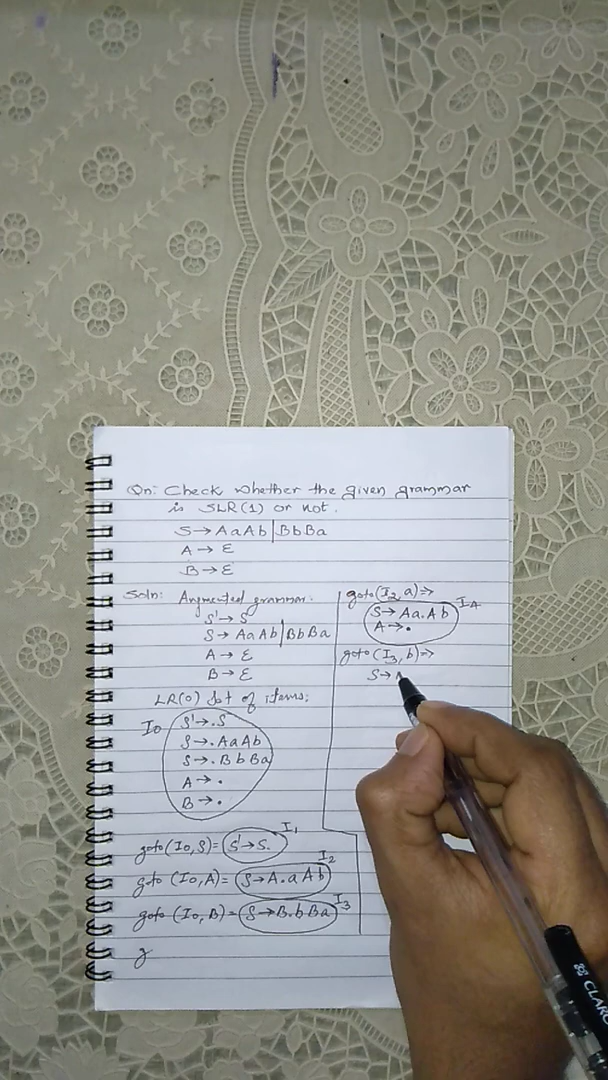 Qn: Check whether the given grammar
is SLR(1) or not.
S → AaAb | BbBa
A → ε
B → ε
Soln: Augmented grammar:
S' → S
S → AaAb | BbBa
A → ε
B → ε
LR(0) set of items:
I0
S' → .S
S → .AaAb
S → .BbBa
A → .
B → .
goto (I0, S) = S' → S. I1
goto (I0, A) = S → A.aAb I2
goto (I0, B) = S → B.bBa I3
g
goto (I2, a) =>
S → Aa.Ab I4
A → .
goto (I3, b) =>
S →
CLARO